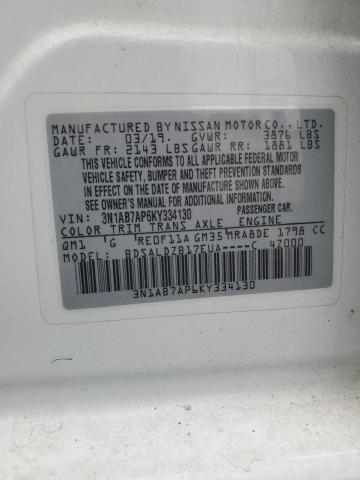 MANUFACTURED BY NISSAN MOTOR CO., LTD.
DATE: 03/19. GVWR: 3876 LBS
GAWR FR: 2143 LBS GAWR RR: 1881 LBS
THIS VEHICLE CONFORMS TO ALL APPLICABLE FEDERAL MOTOR
VEHICLE SAFETY, BUMPER, AND THEFT PREVENTION STANDARDS
IN EFFECT ON THE DATE OF MANUFACTURE SHOWN ABOVE.
SEE OWNER'S MANUAL FOR ADDITIONAL INFORMATION.
VIN: 3N1AB7AP6KY334130 PASSENGER CAR.
COLOR TRIM TRANS AXLE ENGINE
QM1 G RE0F11A GM35 MRA8DE 1798 CC
MODEL: BDSALDZB17EUA----C 47000
3N1AB7AP6KY334130